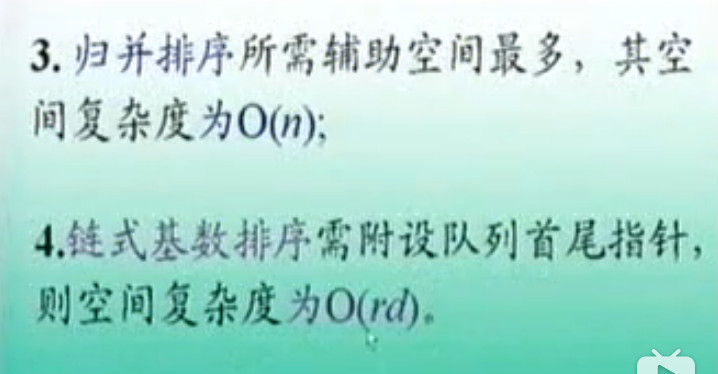 3. 归并排序所需辅助空间最多，其空
间复杂度为O(n);
4.链式基数排序需附设队列首尾指针，
则空间复杂度为O(rd)。